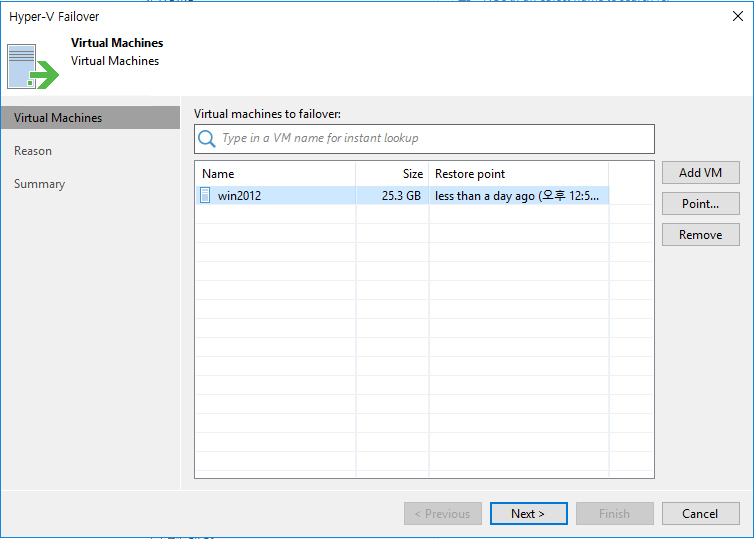 Hyper-V Failover
Virtual Machines
Virtual Machines
Virtual Machines
Reason
Summary
Virtual machines to failover:
Type in a VM name for instant lookup
Name Size Restore point
win2012 25.3 GB less than a day ago (오후 12:5...
Add VM
Point...
Remove
< Previous Next > Finish Cancel